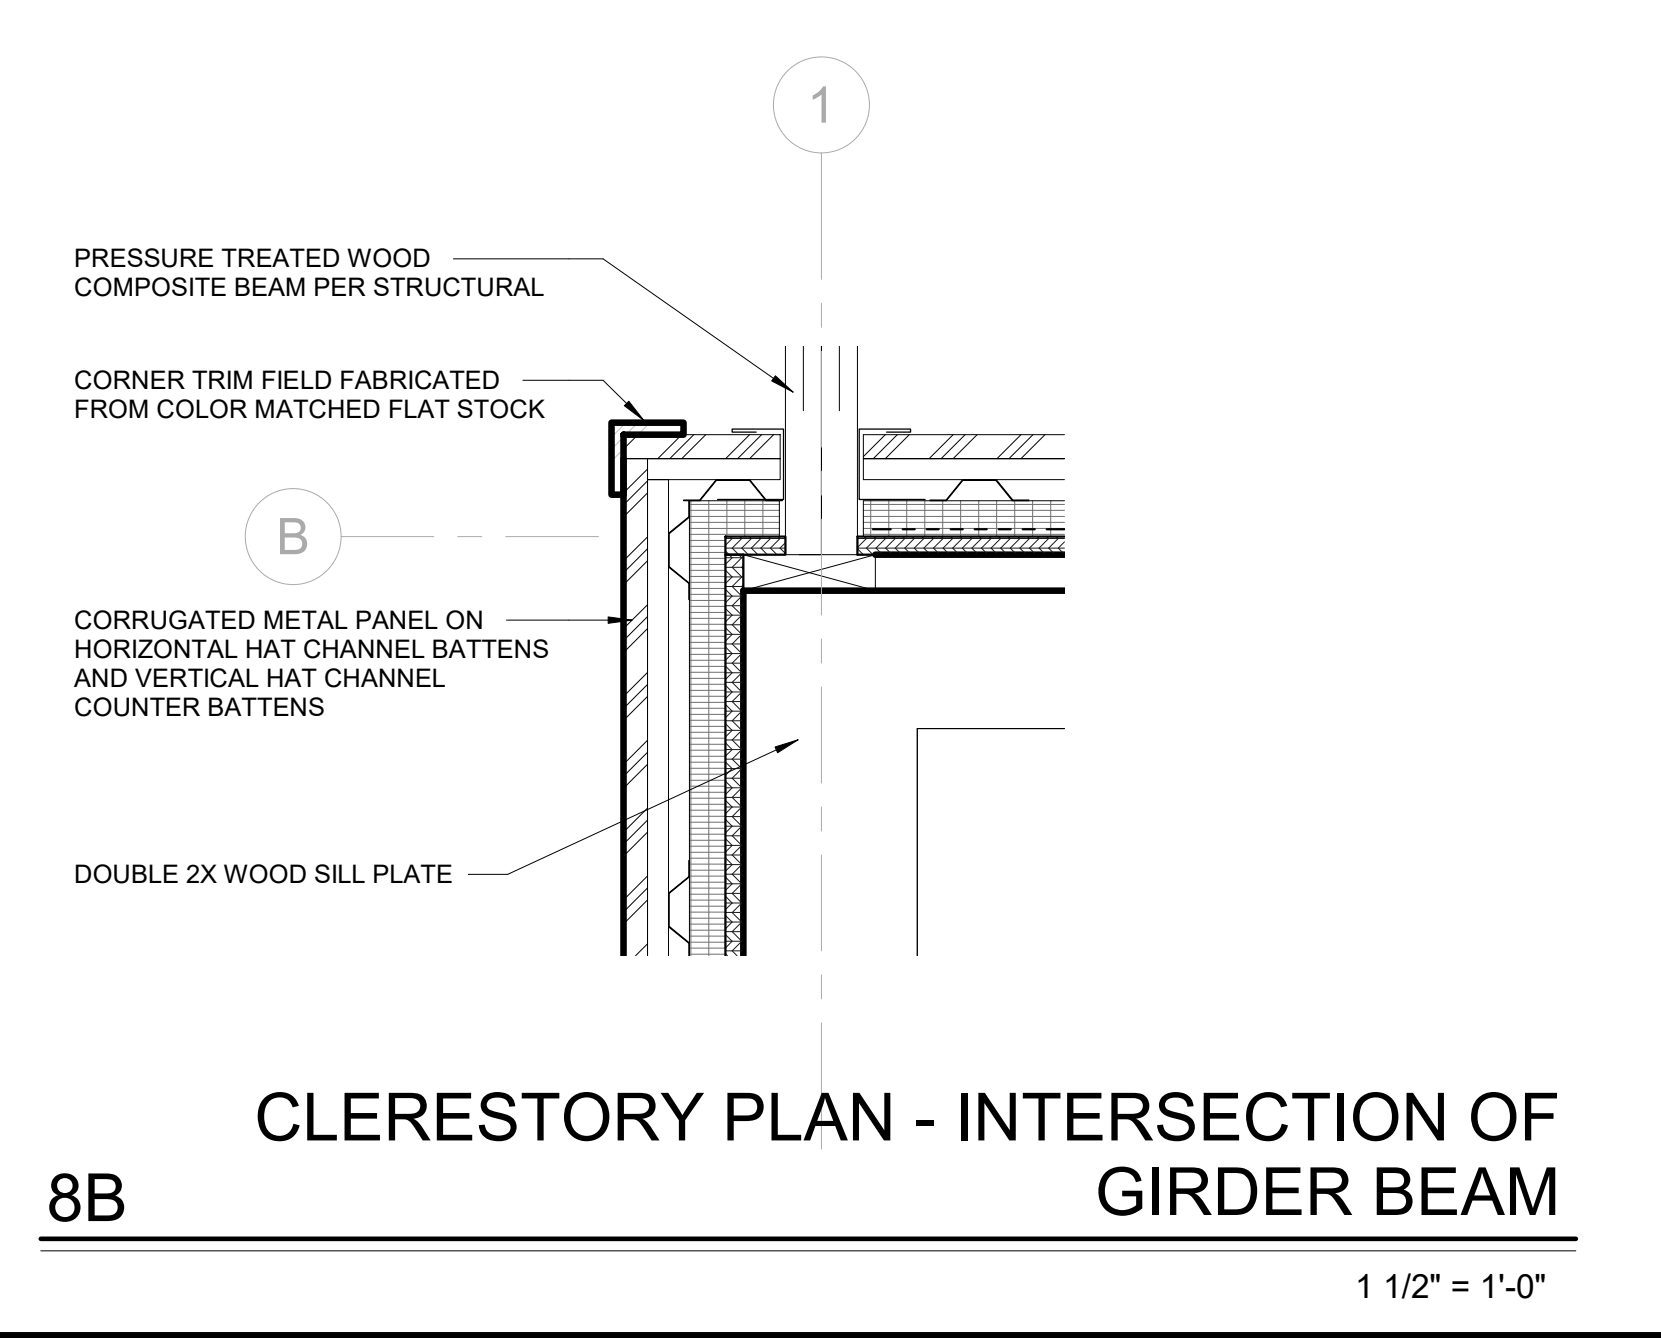 1
PRESSURE TREATED WOOD
COMPOSITE BEAM PER STRUCTURAL
CORNER TRIM FIELD FABRICATED
FROM COLOR MATCHED FLAT STOCK
B
CORRUGATED METAL PANEL ON
HORIZONTAL HAT CHANNEL BATTENS
AND VERTICAL HAT CHANNEL
COUNTER BATTENS
DOUBLE 2X WOOD SILL PLATE
CLERESTORY PLAN - INTERSECTION OF
GIRDER BEAM
8B
1 1/2" = 1'-0"